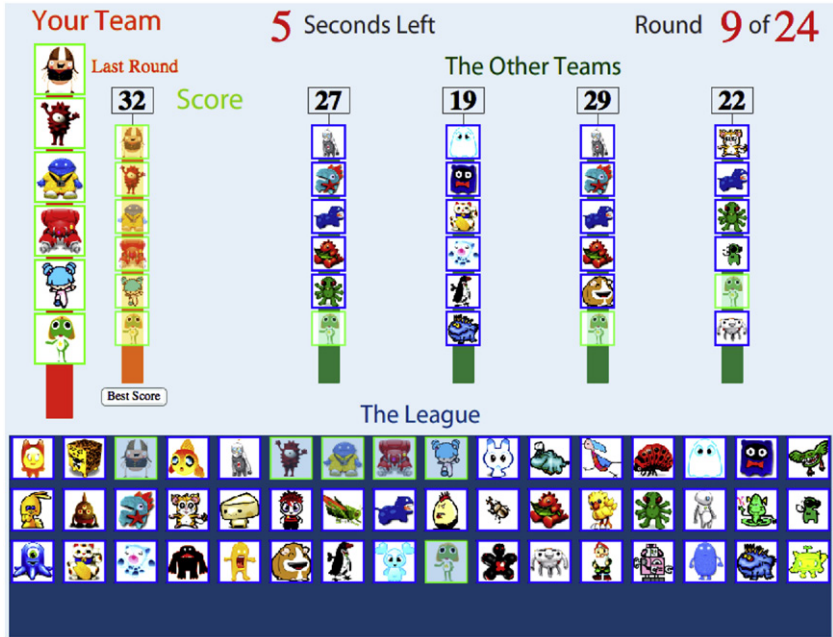 Your Team
5 Seconds Left
Round 9 of 24
Last Round
The Other Teams
32 Score 27 19 29 22
Best Score
The League